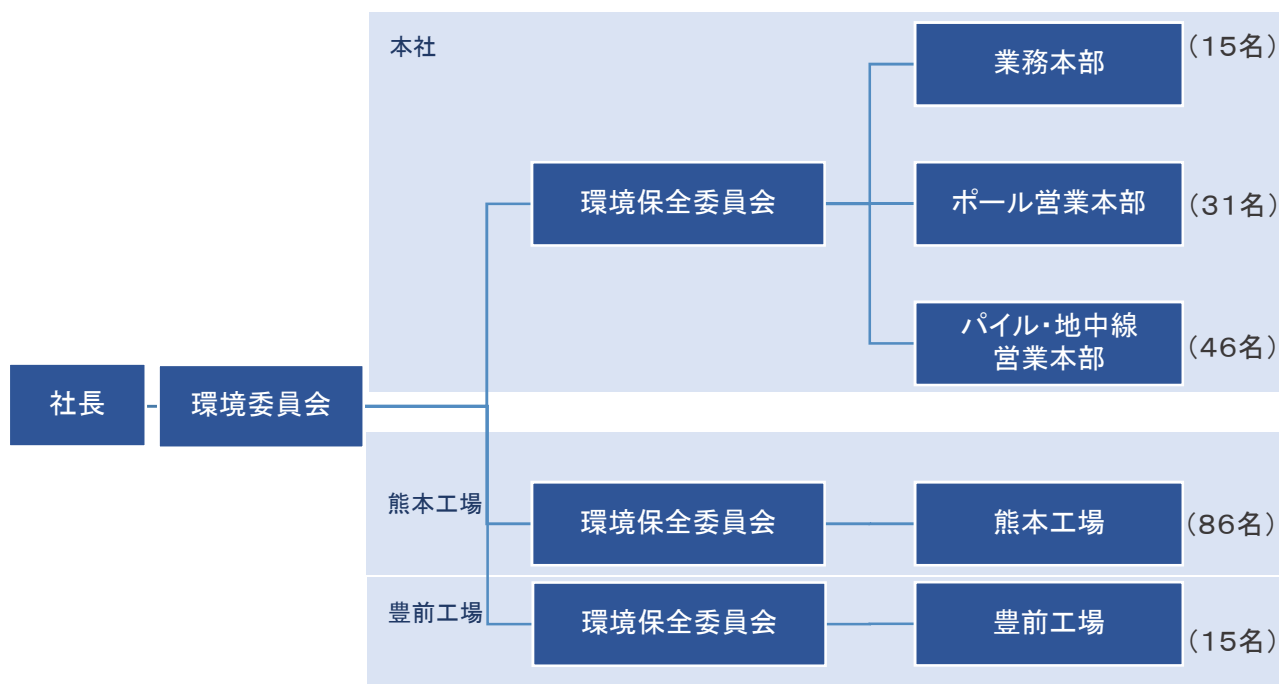 本社
業務本部
(15名)
環境保全委員会
ポール営業本部
(31名)
パイル・地中線
営業本部
(46名)
社長
環境委員会
熊本工場
環境保全委員会
熊本工場
(86名)
豊前工場
環境保全委員会
豊前工場
(15名)